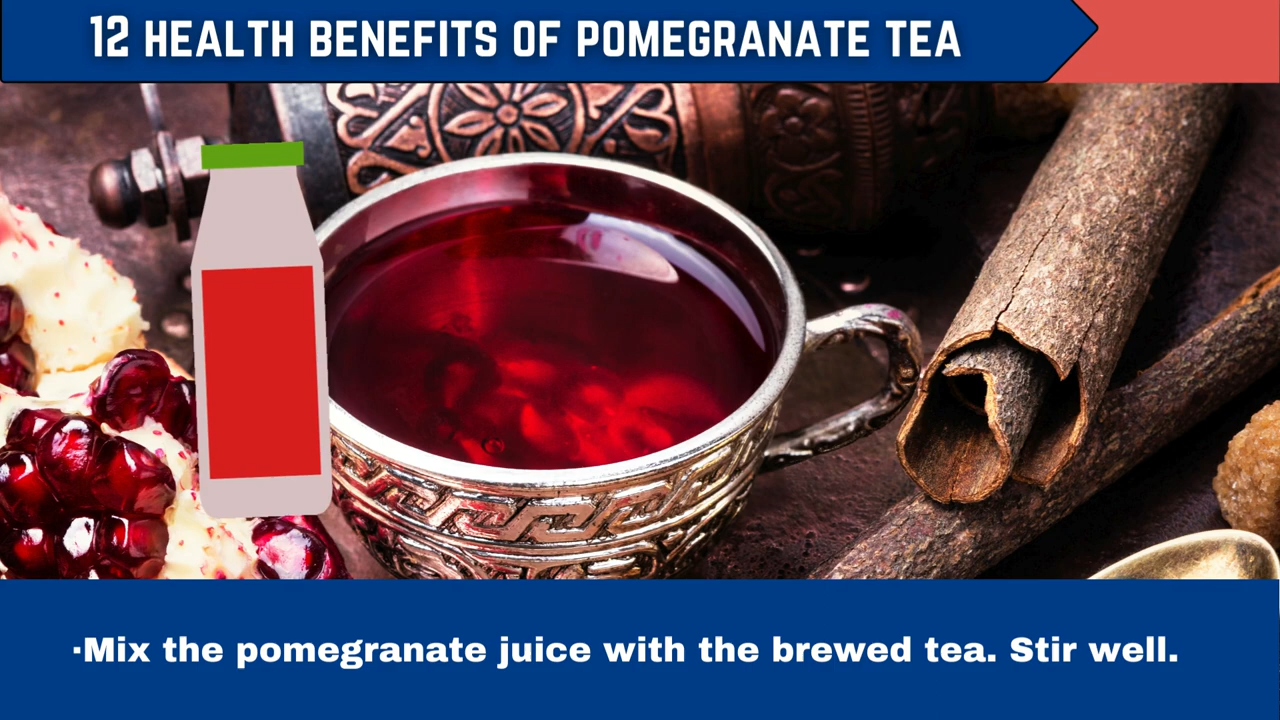 12 HEALTH BENEFITS OF POMEGRANATE TEA
·Mix the pomegranate juice with the brewed tea. Stir well.